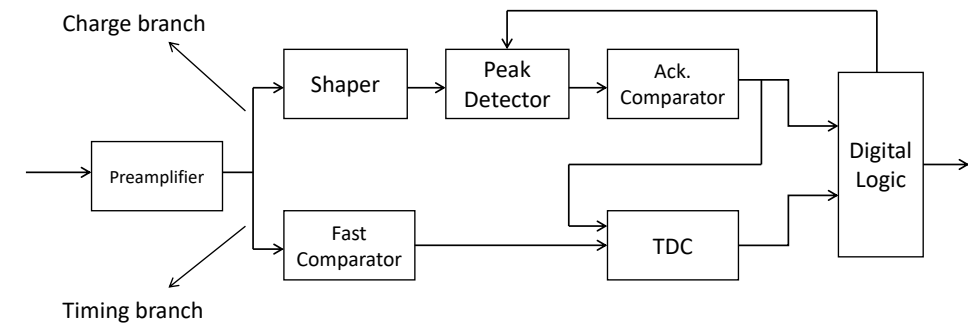 Charge branch
Shaper
Peak
Detector
Ack.
Comparator
Preamplifier
Digital
Logic
Fast
Comparator
TDC
Timing branch